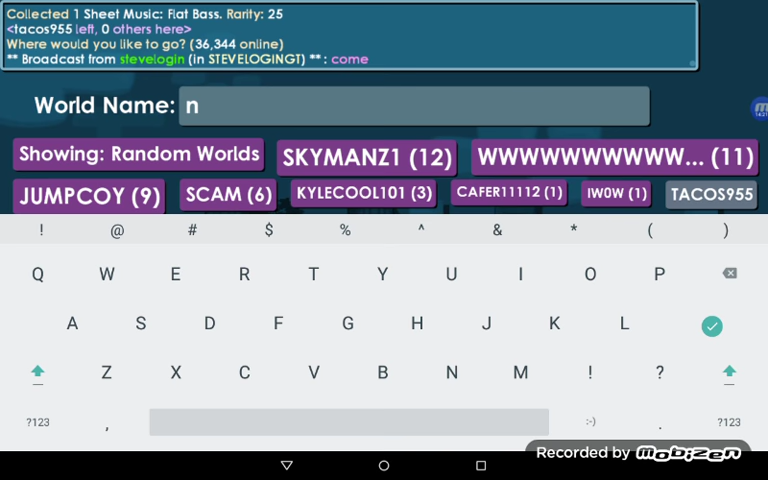 Collected 1 Sheet Music: Flat Bass. Rarity: 25
<tacos955 left, 0 others here>
Where would you like to go? (36,344 online)
** Broadcast from stevelogin (in STEVELOGINGT) ** : come
World Name: n
Showing: Random Worlds SKYMANZ1 (12) WWWWWWWWWW... (11)
JUMPCOY (9) SCAM (6) KYLECOOL101 (3) CAFER11112 (1) IW0W (1) TACOS955
! @ # $ % ^ & * ( )
Q W E R T Y U I O P
A S D F G H J K L
Z X C V B N M ! ?
?123 , :-) . ?123
Recorded by MOBIZEN